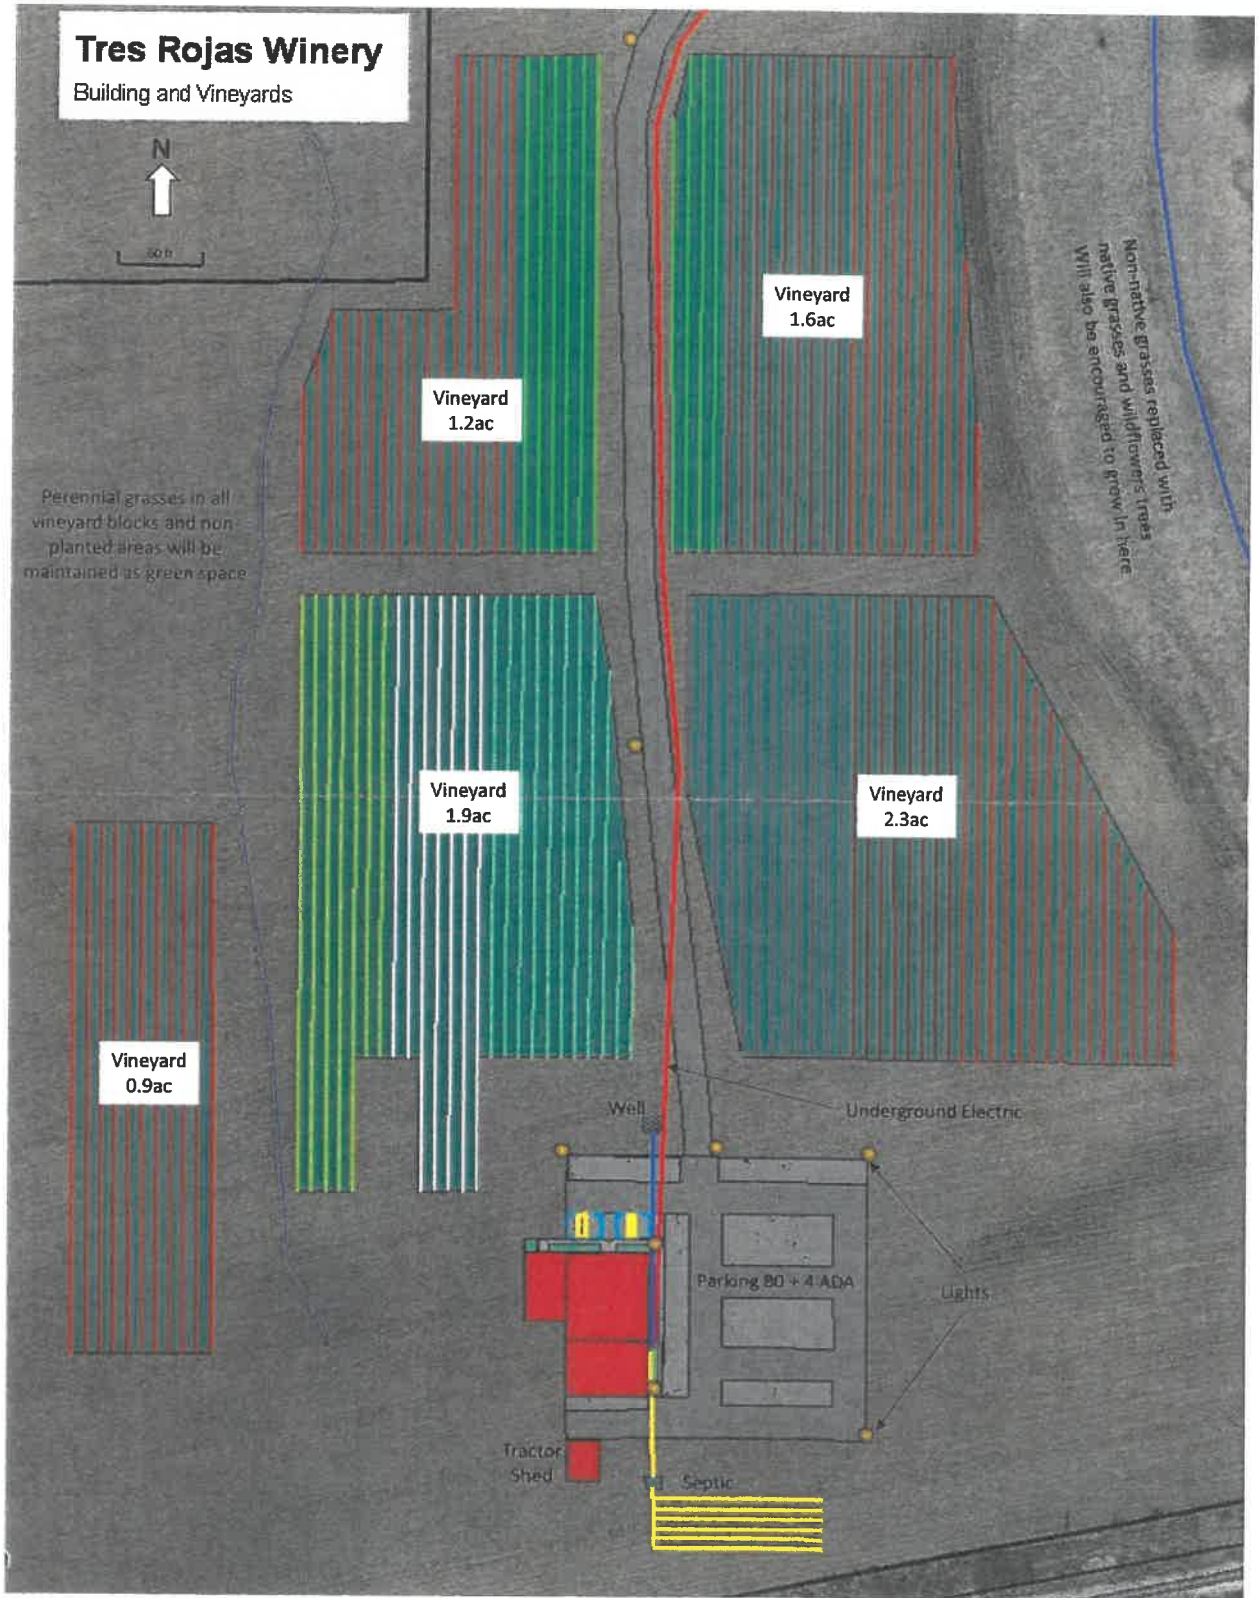 Tres Rojas Winery
Building and Vineyards
N
60 ft
Vineyard
1.6ac
Vineyard
1.2ac
Non-native grasses replaced with
native grasses and wildflowers trees
Will also be encouraged to grow in here
Perennial grasses in all
vineyard blocks and non-
planted areas will be
maintained as green space
Vineyard
1.9ac
Vineyard
2.3ac
Vineyard
0.9ac
Well
Underground Electric
Parking 80 + 4 ADA
Lights
Tractor
Shed
Septic